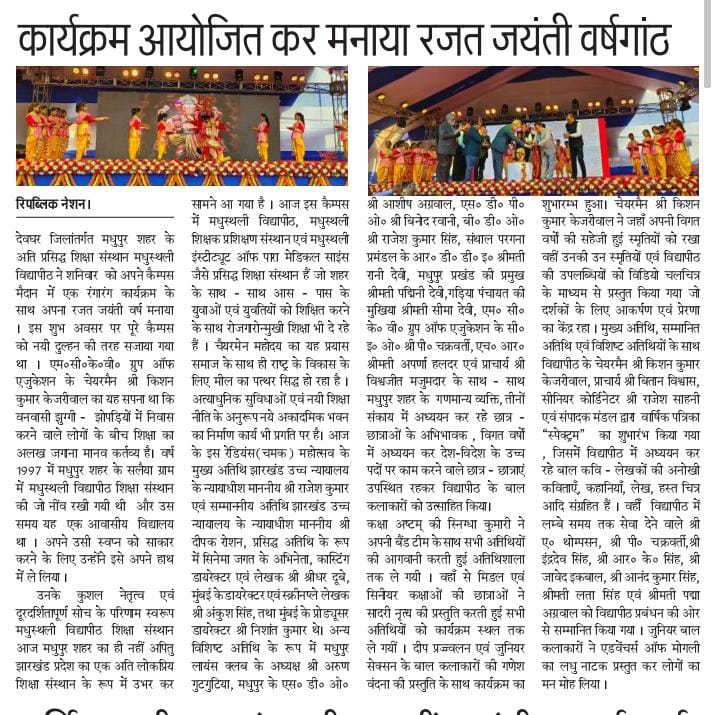 कार्यक्रम आयोजित कर मनाया रजत जयंती वर्षगांठ
रिपब्लिक नेशन।
देवघर जिलांतर्गत मधुपुर शहर के
अति प्रसिद्ध शिक्षा संस्थान मधुस्थली
विद्यापीठ ने शनिवार को अपने कैम्पस
मैदान में एक रंगारंग कार्यक्रम के
साथ अपना रजत जयंती वर्ष मनाया
। इस शुभ अवसर पर पूरे कैम्पस
को नयी दुल्हन की तरह सजाया गया
था । एम०सी०के०वी० ग्रुप ऑफ
एजुकेशन के चेयरमैन श्री किशन
कुमार केजरीवाल का यह सपना था कि
वनवासी झुग्गी - झोपड़ियों में निवास
करने वाले लोगों के बीच शिक्षा का
अलख जगाना मानव कर्तव्य है। वर्ष
1997 में मधुपुर शहर के सलैया ग्राम
में मधुस्थली विद्यापीठ शिक्षा संस्थान
की जो नींव रखी गयी थी और उस
समय यह एक आवासीय विद्यालय
था । अपने उसी स्वप्न को साकार
करने के लिए उन्होंने इसे अपने हाथ
में ले लिया ।
उनके कुशल नेतृत्व एवं
दूरदर्शितापूर्ण सोच के परिणाम स्वरूप
मधुस्थली विद्यापीठ शिक्षा संस्थान
आज मधुपुर शहर का ही नहीं अपितु
झारखंड प्रदेश का एक अति लोकप्रिय
शिक्षा संस्थान के रूप में उभर कर
सामने आ गया है । आज इस कैम्पस
में मधुस्थली विद्यापीठ, मधुस्थली
शिक्षक प्रशिक्षण संस्थान एवं मधुस्थली
इंस्टीट्यूट ऑफ पारा मेडिकल साइंस
जैसे प्रसिद्ध शिक्षा संस्थान हैं जो शहर
के साथ - साथ आस - पास के
युवाओं एवं युवतियों को शिक्षित करने
के साथ रोजगारोन्मुखी शिक्षा भी दे रहे
हैं । चैयरमेन महोदय का यह प्रयास
समाज के साथ ही राष्ट्र के विकास के
लिए मील का पत्थर सिद्ध हो रहा है ।
अत्याधुनिक सुविधाओं एवं नयी शिक्षा
नीति के अनुरूप नये अकादमिक भवन
का निर्माण कार्य भी प्रगति पर है। आज
के इस रेडियंस(चमक) महोत्सव के
मुख्य अतिथि झारखंड उच्च न्यायालय
के न्यायाधीश माननीय श्री राजेश कुमार
एवं सम्माननीय अतिथि झारखंड उच्च
न्यायालय के न्यायाधीश माननीय श्री
दीपक रोशन, प्रसिद्ध अतिथि के रूप
में सिनेमा जगत के अभिनेता, कास्टिंग
डायरेक्टर एवं लेखक श्री श्रीधर दूबे,
मुंबई के डायरेक्टर एवं स्क्रीनप्ले लेखक
श्री अंकुश सिंह, तथा मुंबई के प्रोड्यूसर
डायरेक्टर श्री निशांत कुमार थे। अन्य
विशिष्ट अतिथि के रूप में मधुपुर
लायंस क्लब के अध्यक्ष श्री अरुण
गुटगुटिया, मधुपुर के एस० डी० ओ०
श्री आशीष अग्रवाल, एस० डी० पी०
ओ० श्री बिनोद रवानी, बी० डी० ओ०
श्री राजेश कुमार सिंह, संथाल परगना
प्रमंडल के आर० डी० डी० इ० श्रीमती
रानी देवी, मधुपुर प्रखंड की प्रमुख
श्रीमती पद्मिनी देवी,गड़िया पंचायत की
मुखिया श्रीमती सीमा देवी, एम० सी०
के० वी० ग्रुप ऑफ एजुकेशन के सी०
इ० ओ० श्री पी० चक्रवर्ती, एच० आर०
श्रीमती अपर्णा हलदर एवं प्राचार्य श्री
विश्वजीत मजुमदार के साथ - साथ
मधुपुर शहर के गणमान्य व्यक्ति, तीनों
संकाय में अध्ययन कर रहे छात्र -
छात्राओं के अभिभावक , विगत वर्षों
में अध्ययन कर देश-विदेश के उच्च
पदों पर काम करने वाले छात्र - छात्राएं
उपस्थित रहकर विद्यापीठ के बाल
कलाकारों को उत्साहित किया।
कक्षा अष्टम् की स्निग्धा कुमारी ने
अपनी बैंड टीम के साथ सभी अतिथियों
की आगवानी करती हुई अतिथिशाला
तक ले गयी । वहाँ से मिडल एवं
सिनीयर कक्षाओं की छात्राओं ने
सादरी नृत्य की प्रस्तुति करती हुई सभी
अतिथियों को कार्यक्रम स्थल तक
ले गयीं । दीप प्रज्ज्वलन एवं जुनियर
सेक्सन के बाल कलाकारों की गणेश
वंदना की प्रस्तुति के साथ कार्यक्रम का
शुभारम्भ हुआ। चेयरमैन श्री किशन
कुमार केजरीवाल ने जहाँ अपनी विगत
वर्षों की सहेजी हुई स्मृतियों को रखा
वहीं उनकी उन स्मृतियों एवं विद्यापीठ
की उपलब्धियों को विडियो चलचित्र
के माध्यम से प्रस्तुत किया गया जो
दर्शकों के लिए आकर्षण एवं प्रेरणा
का केंद्र रहा । मुख्य अतिथि, सम्मानित
अतिथि एवं विशिष्ट अतिथियों के साथ
विद्यापीठ के चेयरमैन श्री किशन कुमार
केजरीवाल, प्राचार्य श्री बितान विश्वास,
सीनियर कोर्डिनेटर श्री राजेश साहनी
एवं संपादक मंडल द्वारा वार्षिक पत्रिका
“स्पेक्ट्रम” का शुभारंभ किया गया
, जिसमें विद्यापीठ में अध्ययन कर
रहे बाल कवि - लेखकों की अनोखी
कविताएँ, कहानियाँ, लेख, हस्त चित्र
आदि संग्रहित हैं । वहीं विद्यापीठ में
लम्बे समय तक सेवा देने वाले श्री
ए० थोम्पसन, श्री पी० चक्रवर्ती,श्री
इंद्रदेव सिंह, श्री आर० के० सिंह, श्री
जावेद इकबाल, श्री आनंद कुमार सिंह,
श्रीमती लता सिंह एवं श्रीमती पद्मा
अग्रवाल को विद्यापीठ प्रबंधन की ओर
से सम्मानित किया गया । जुनियर बाल
कलाकारों ने एडवेंचर्स ऑफ मोगली
का लघु नाटक प्रस्तुत कर लोगों का
मन मोह लिया ।